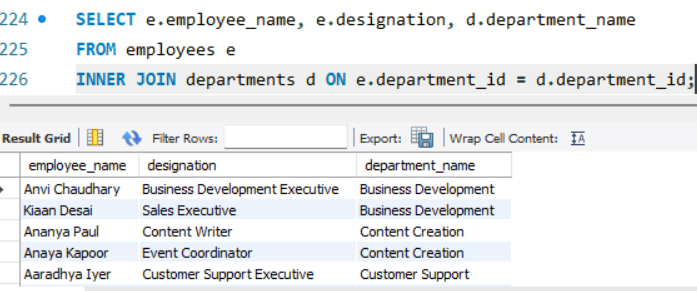 224 SELECT e.employee_name, e.designation, d.department_name
225 FROM employees e
226 INNER JOIN departments d ON e.department_id = d.department_id;
Result Grid Filter Rows: Export: Wrap Cell Content: IA
employee_name designation department_name
Anvi Chaudhary Business Development Executive Business Development
Kiaan Desai Sales Executive Business Development
Ananya Paul Content Writer Content Creation
Anaya Kapoor Event Coordinator Content Creation
Aaradhya Iyer Customer Support Executive Customer Support